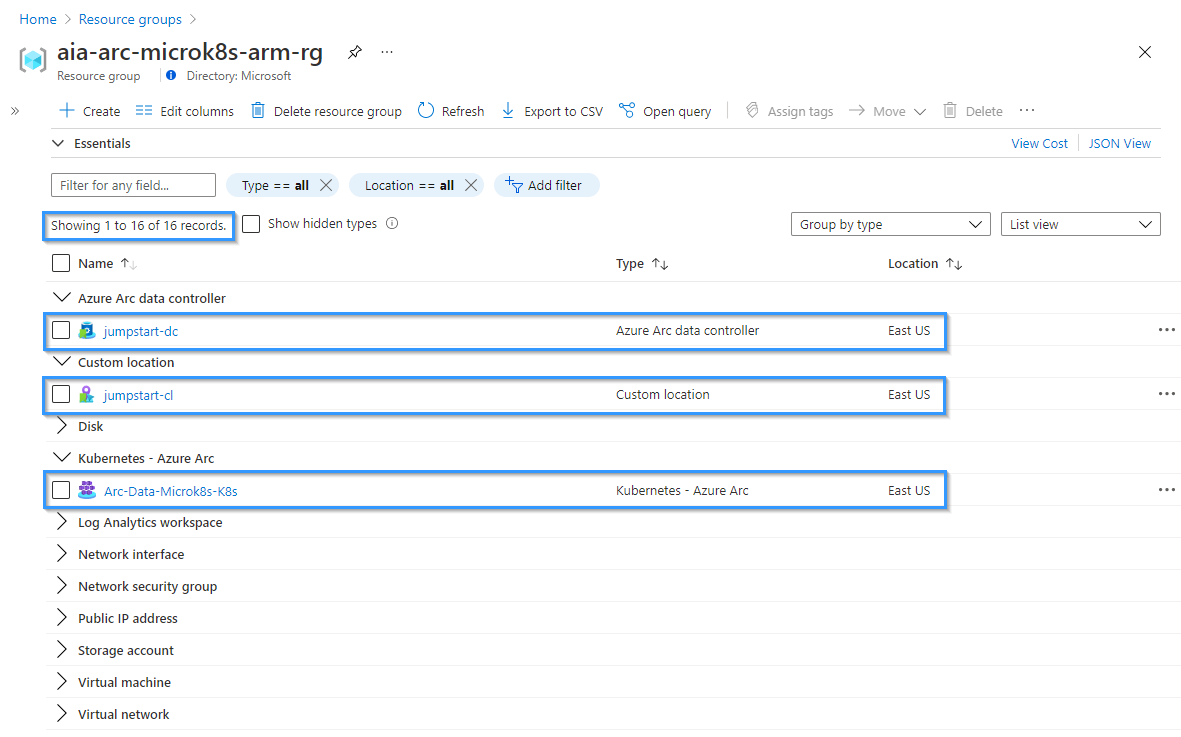 Home > Resource groups >
aia-arc-microk8s-arm-rg ...
Resource group Directory: Microsoft
Create Edit columns Delete resource group Refresh Export to CSV Open query Assign tags Move Delete ...
Essentials View Cost JSON View
Filter for any field... Type == all Location == all Add filter
Showing 1 to 16 of 16 records. Show hidden types Group by type List view
Name Type Location
Azure Arc data controller
jumpstart-dc Azure Arc data controller East US ...
Custom location
jumpstart-cl Custom location East US ...
Disk
Kubernetes - Azure Arc
Arc-Data-Microk8s-K8s Kubernetes - Azure Arc East US ...
Log Analytics workspace
Network interface
Network security group
Public IP address
Storage account
Virtual machine
Virtual network